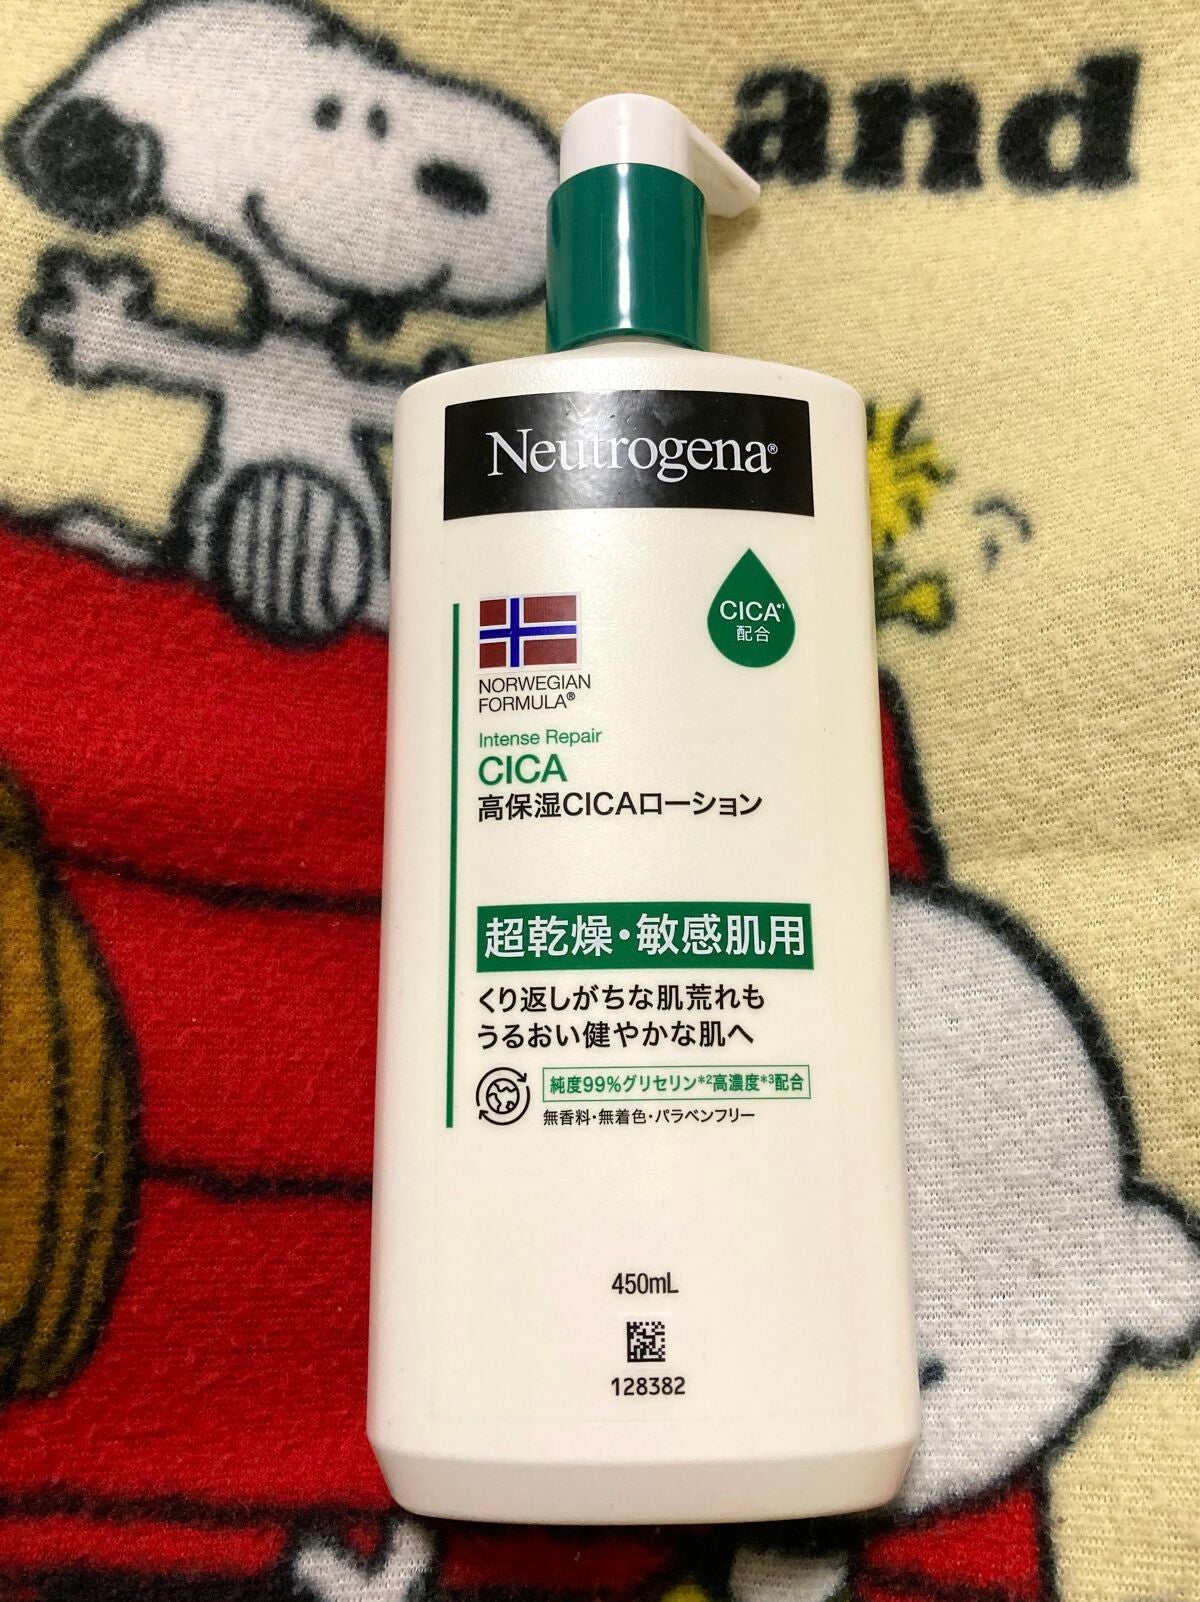 and
Neutrogena®
CICA*1
配合
NORWEGIAN
FORMULA®
Intense Repair
CICA
高保湿CICAローション
超乾燥・敏感肌用
くり返しがちな肌荒れも
うるおい健やかな肌へ
純度99%グリセリン*2高濃度*3配合
無香料・無着色・パラベンフリー
450mL
128382